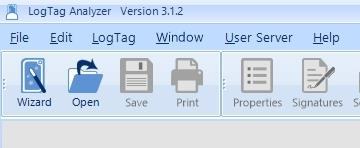 LogTag Analyzer Version 3.1.2
File Edit LogTag Window User Server Help
Wizard Open Save Print Properties Signatures